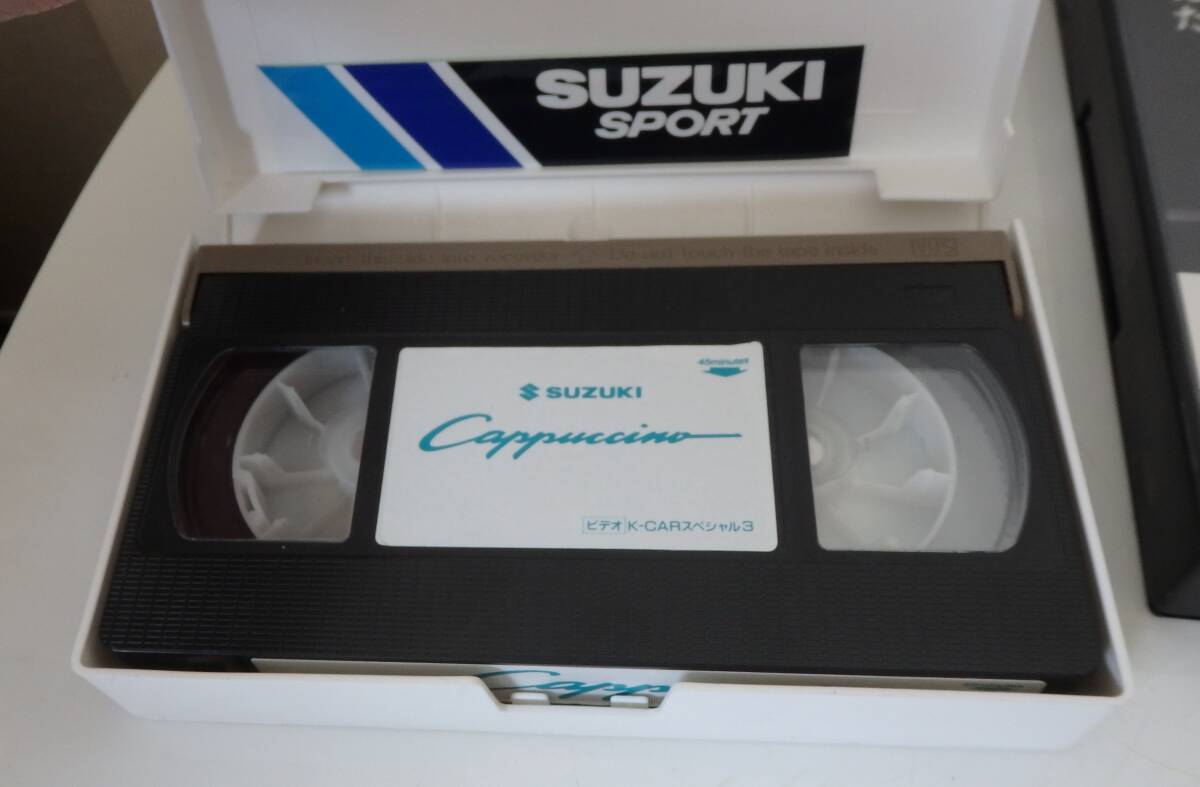 SUZUKI
SPORT
Do not touch the tape inside
VHS
45minutes
SUZUKI
Cappuccino
ビデオ K-CARスペシャル3
Capp